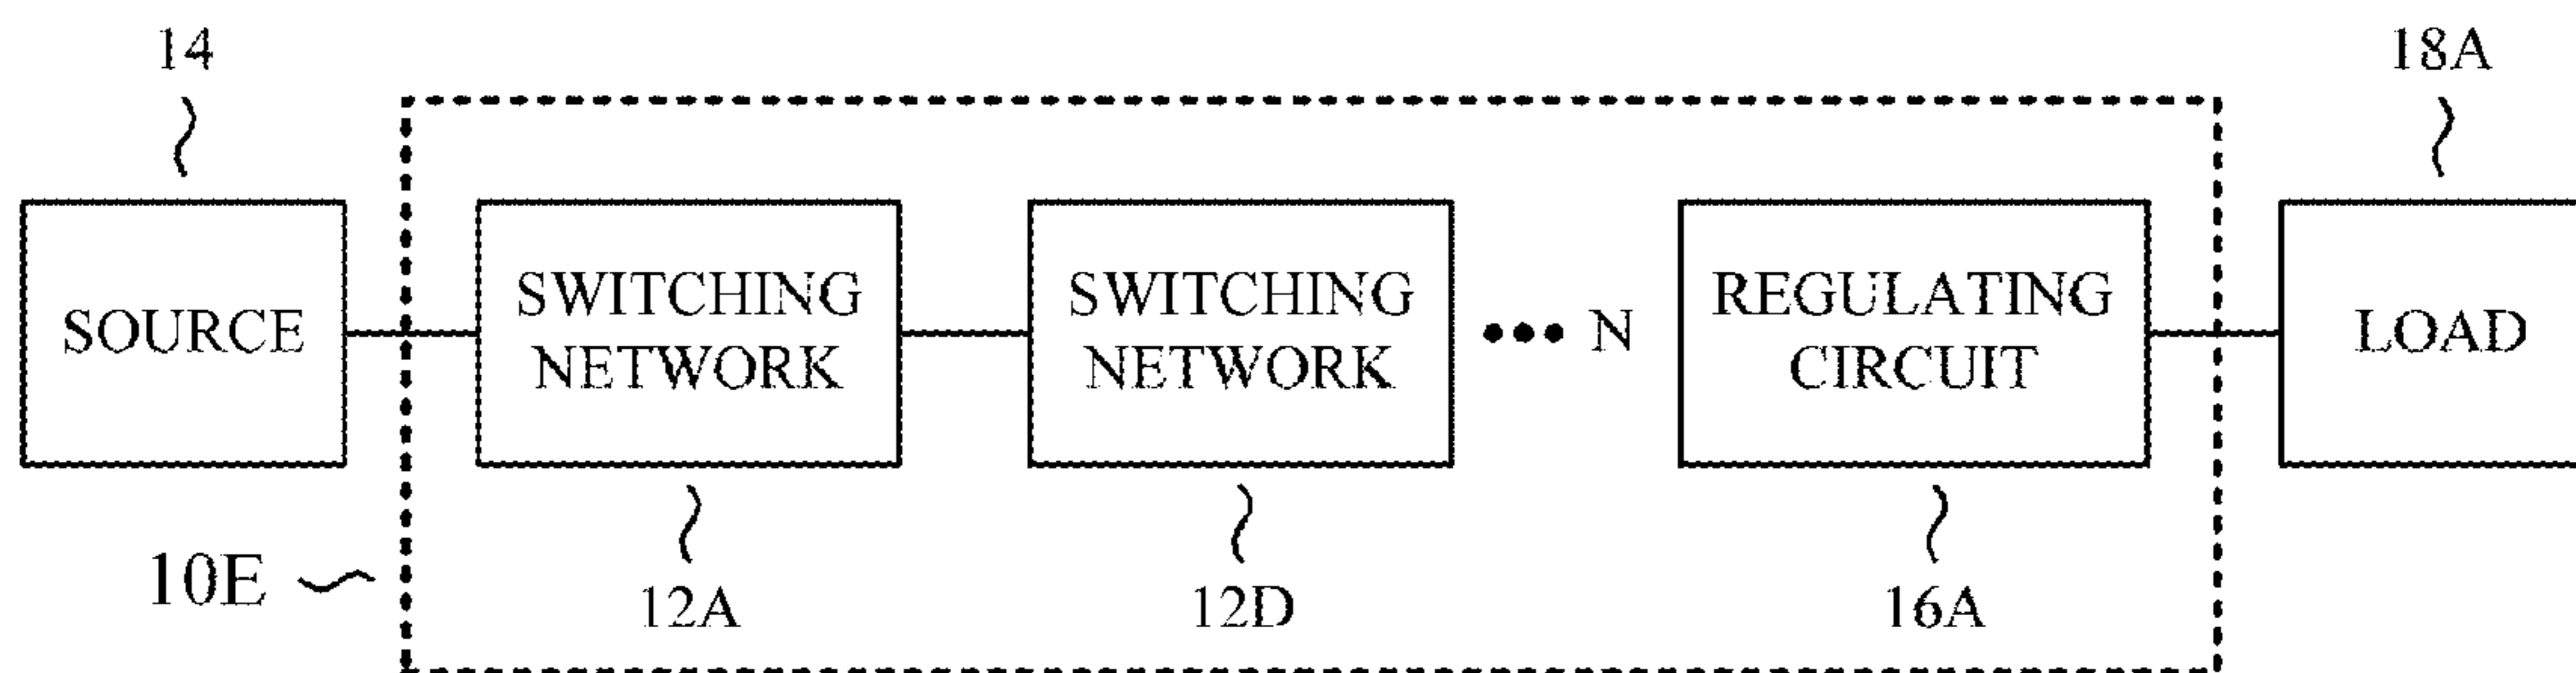 14
18A
SOURCE
SWITCHING
NETWORK
SWITCHING
NETWORK
••• N
REGULATING
CIRCUIT
LOAD
10E
12A
12D
16A